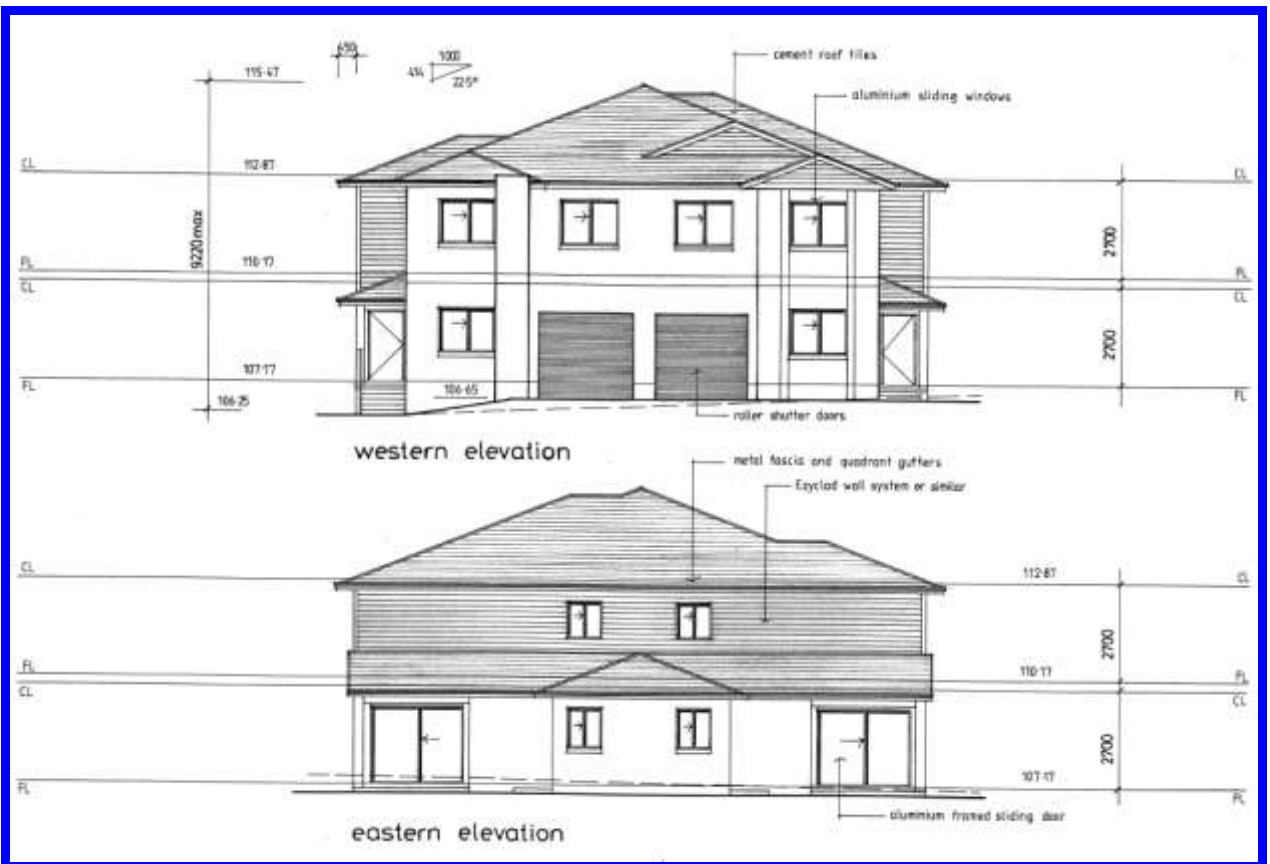 450
1000
414
22·5°
cement roof tiles
115·47
aluminium sliding windows
CL
112·87
CL
9220max
2700
FL
110·17
FL
CL
CL
2700
107·17
FL
106·65
FL
106·25
roller shutter doors
western elevation
metal fascia and quadrant gutters
Ezyclad wall system or similar
CL
112·87
CL
2700
FL
110·17
FL
CL
CL
2700
107·17
FL
FL
aluminium framed sliding door
eastern elevation